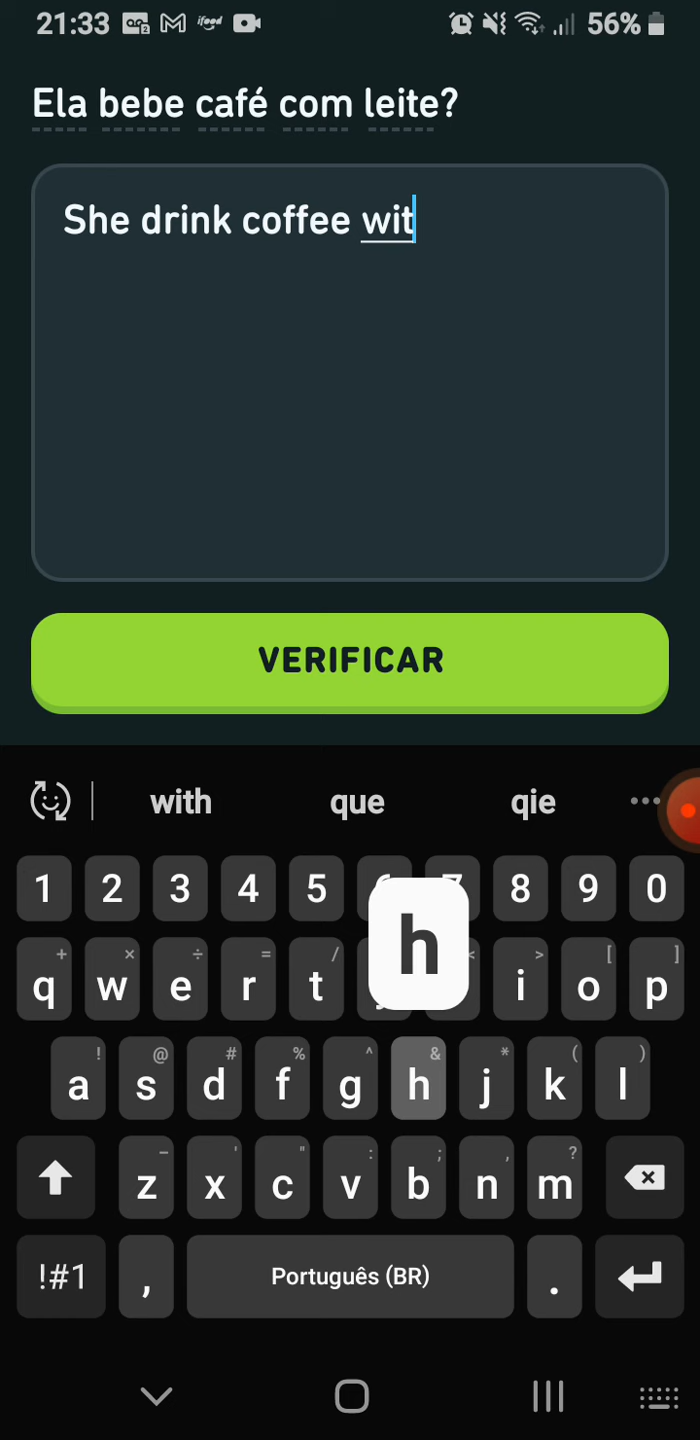 21:33 ifood 56%
Ela bebe café com leite?
She drink coffee wit
VERIFICAR
with que qie
1 2 3 4 5 8 9 0
+ × ÷ = / < > [ ]
q w e r t i o p
h
! @ # % ^ & * ( )
a s d f g h j k l
- ' " : ; , ?
z x c v b n m
!#1 , Português (BR) .